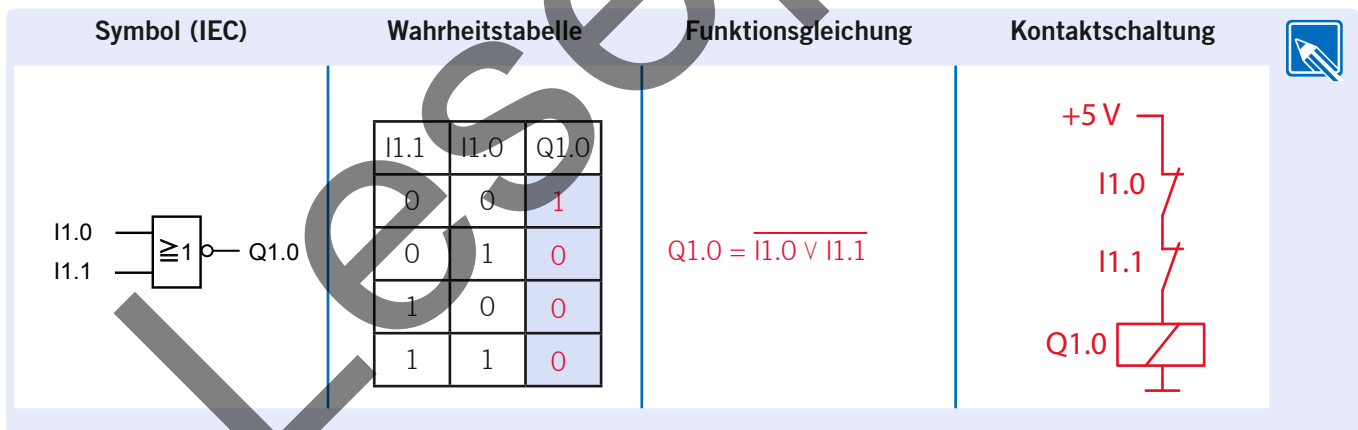 Symbol (IEC) Wahrheitstabelle Funktionsgleichung Kontaktschaltung
I1.0
I1.1
≧1
Q1.0
I1.1 I1.0 Q1.0
0 0 1
0 1 0
1 0 0
1 1 0
Q1.0 = \overline{I1.0 ∨ I1.1}
+5 V
I1.0
I1.1
Q1.0